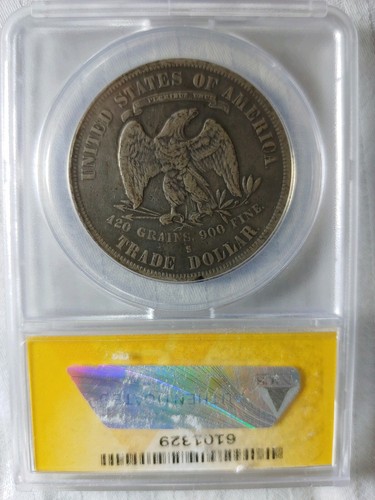 UNITED STATES OF AMERICA
E PLURIBUS UNUM
420 GRAINS, 900 FINE.
S
TRADE DOLLAR
6101329